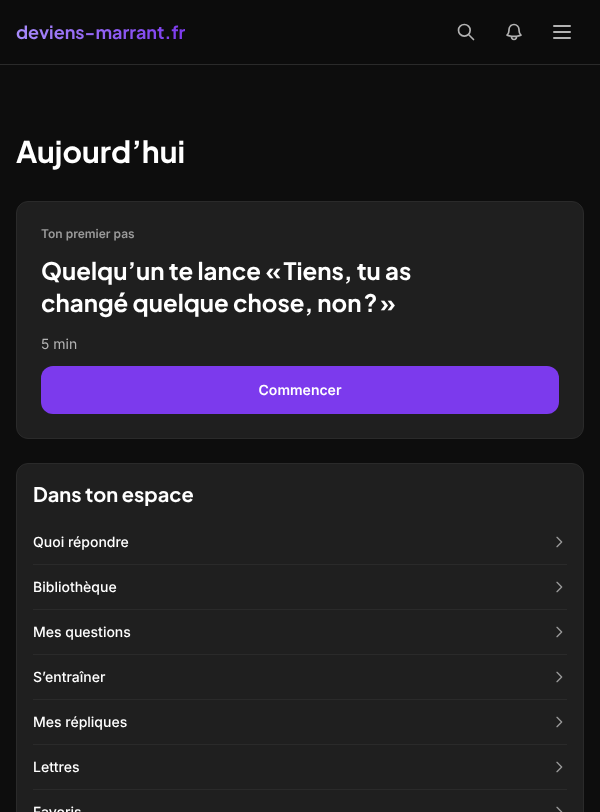 deviens-marrant.fr
Aujourd’hui
Ton premier pas
Quelqu’un te lance « Tiens, tu as
changé quelque chose, non ? »
5 min
Commencer
Dans ton espace
Quoi répondre
Bibliothèque
Mes questions
S’entraîner
Mes répliques
Lettres
Favoris